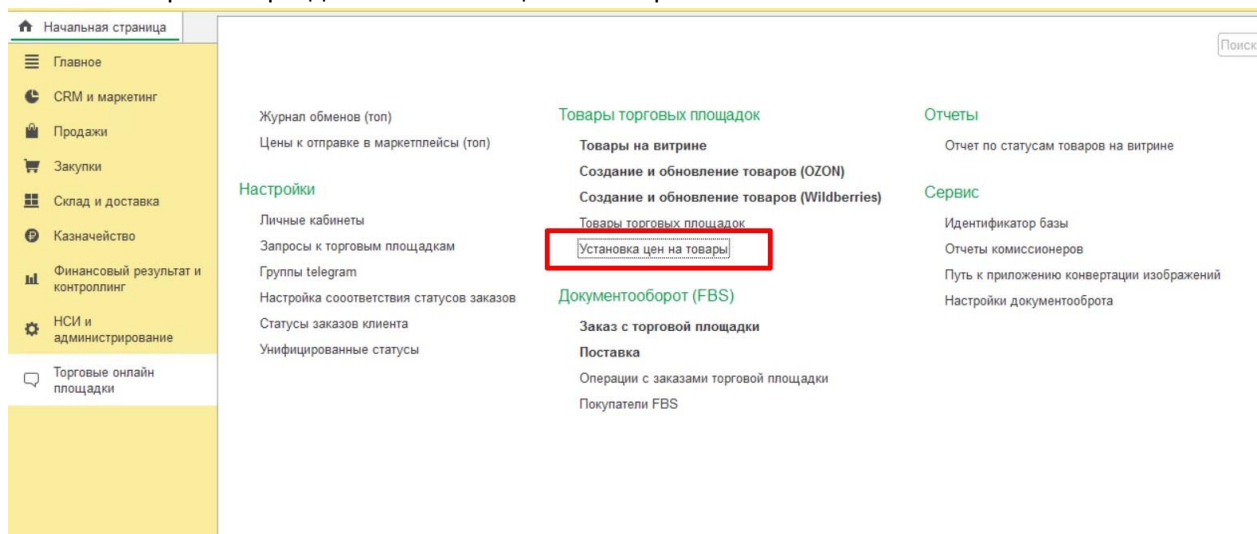 Начальная страница
Поиск
Главное
CRM и маркетинг
Продажи
Закупки
Склад и доставка
Казначейство
Финансовый результат и
контроллинг
НСИ и
администрирование
Торговые онлайн
площадки
Журнал обменов (топ)
Цены к отправке в маркетплейсы (топ)
Настройки
Личные кабинеты
Запросы к торговым площадкам
Группы telegram
Настройка сооответствия статусов заказов
Статусы заказов клиента
Унифицированные статусы
Товары торговых площадок
Товары на витрине
Создание и обновление товаров (OZON)
Создание и обновление товаров (Wildberries)
Товары торговых площадок
Установка цен на товары
Документооборот (FBS)
Заказ с торговой площадки
Поставка
Операции с заказами торговой площадки
Покупатели FBS
Отчеты
Отчет по статусам товаров на витрине
Сервис
Идентификатор базы
Отчеты комиссионеров
Путь к приложению конвертации изображений
Настройки документооброта